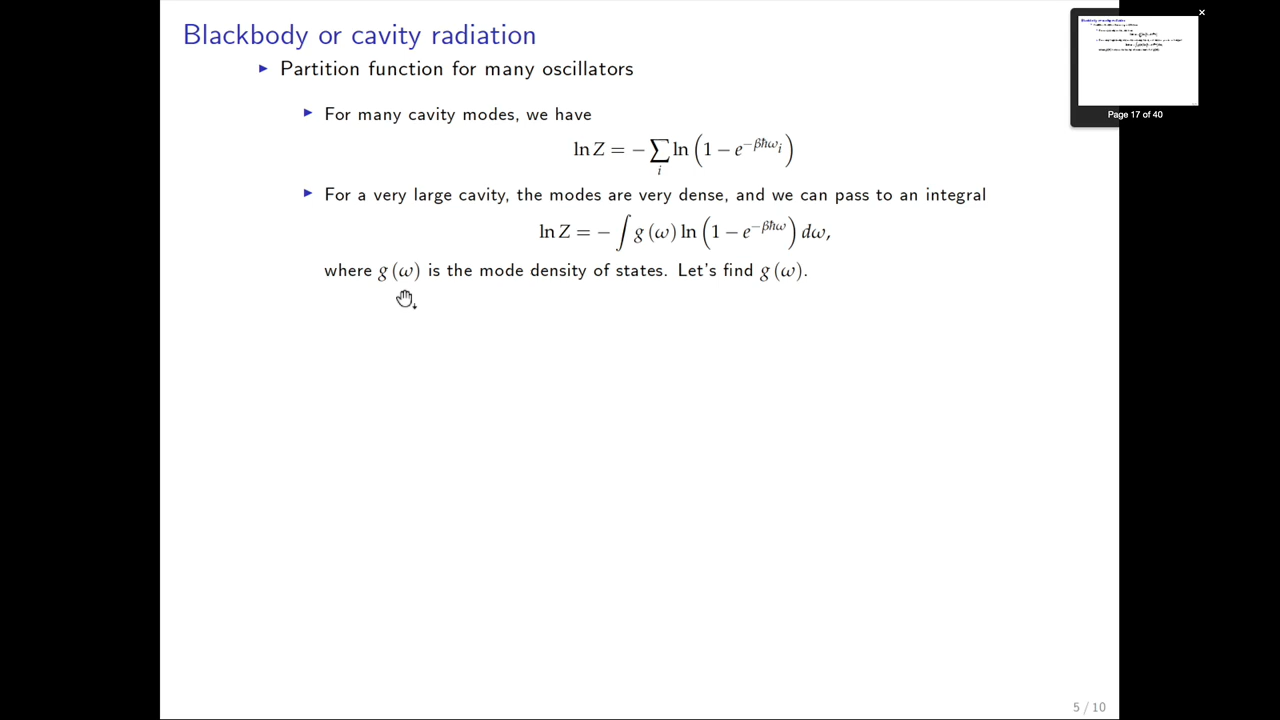 Blackbody or cavity radiation
▶ Partition function for many oscillators
▶ For many cavity modes, we have
ln Z = − ∑_i ln (1 − e^{−βħω_i})
▶ For a very large cavity, the modes are very dense, and we can pass to an integral
ln Z = − ∫ g (ω) ln (1 − e^{−βħω}) dω,
where g (ω) is the mode density of states. Let's find g (ω).
5 / 10
×
Page 17 of 40